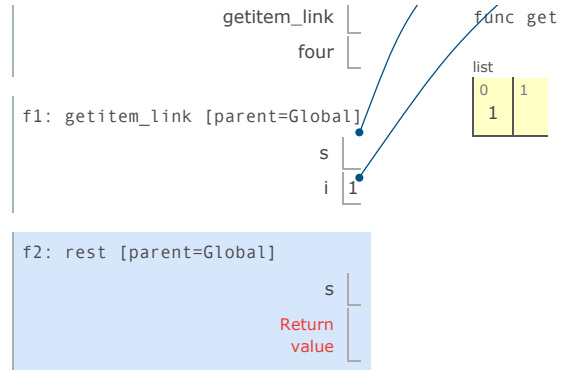 getitem_link
four
func get
list
0 1
1
f1: getitem_link [parent=Global]
s
i 1
f2: rest [parent=Global]
s
Return
value